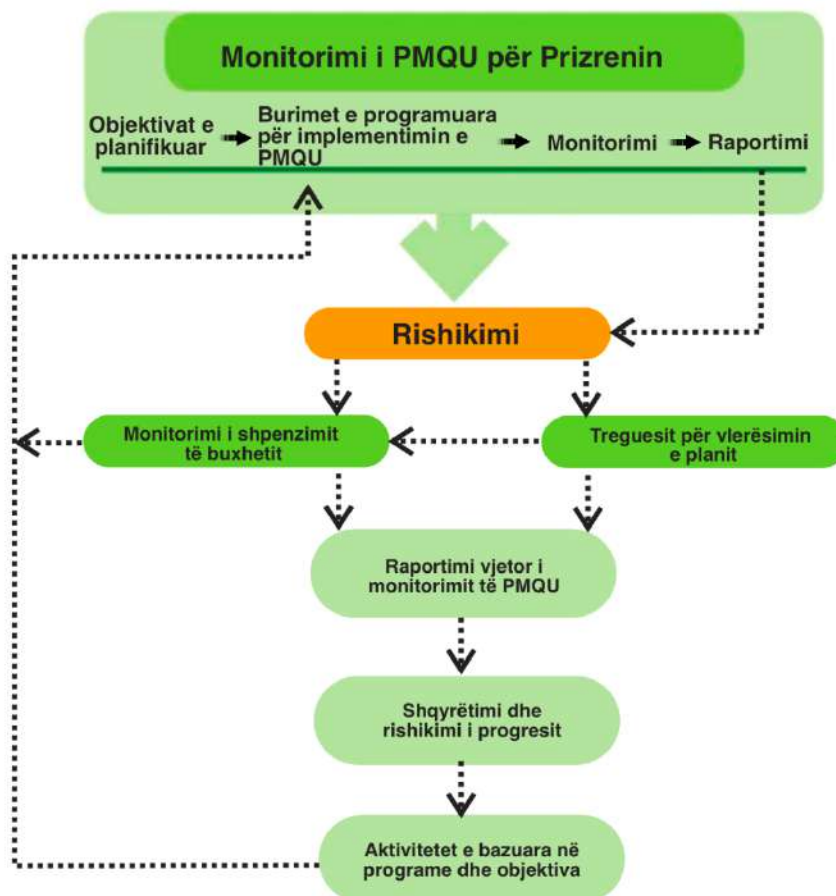 Monitorimi i PMQU për Prizrenin
Objektivat e
planifikuar
Burimet e programuara
për implementimin e
PMQU
Monitorimi
Raportimi
Rishikimi
Monitorimi i shpenzimit
të buxhetit
Treguesit për vlerësimin
e planit
Raportimi vjetor i
monitorimit të PMQU
Shqyrëtimi dhe
rishikimi i progresit
Aktivitetet e bazuara në
programe dhe objektiva